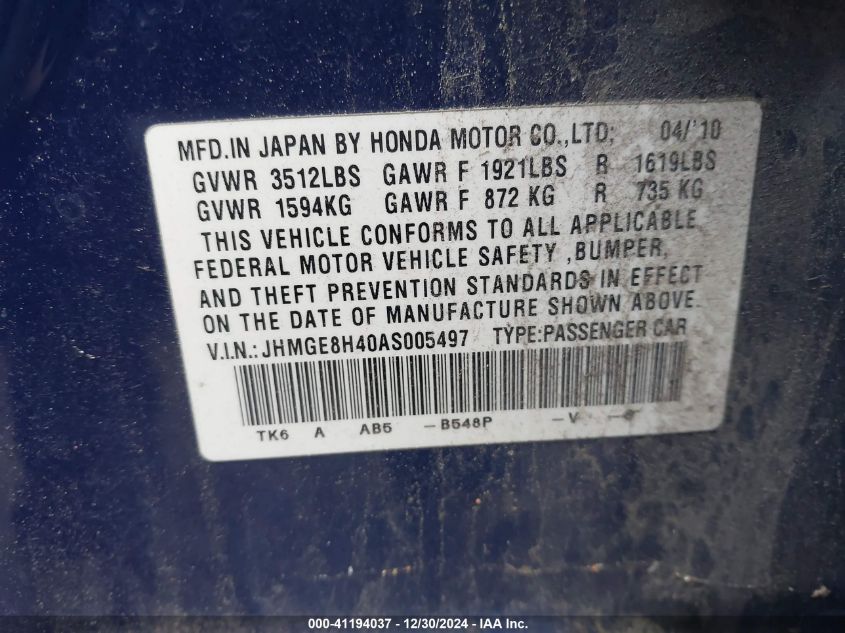 MFD.IN JAPAN BY HONDA MOTOR CO.,LTD; 04/'10
GVWR 3512LBS GAWR F 1921LBS R 1619LBS
GVWR 1594KG GAWR F 872 KG R 735 KG
THIS VEHICLE CONFORMS TO ALL APPLICABLE
FEDERAL MOTOR VEHICLE SAFETY ,BUMPER,
AND THEFT PREVENTION STANDARDS IN EFFECT
ON THE DATE OF MANUFACTURE SHOWN ABOVE.
V.I.N.: JHMGE8H40AS005497 TYPE:PASSENGER CAR
TK6 A AB5 -B548P -V -
000-41194037 - 12/30/2024 - IAA Inc.